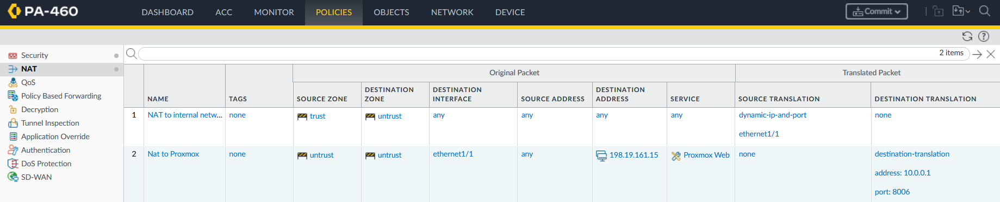 PA-460 DASHBOARD ACC MONITOR POLICIES OBJECTS NETWORK DEVICE Commit
Security
NAT
QoS
Policy Based Forwarding
Decryption
Tunnel Inspection
Application Override
Authentication
DoS Protection
SD-WAN
2 items
Original Packet Translated Packet
NAME TAGS SOURCE ZONE DESTINATION ZONE DESTINATION INTERFACE SOURCE ADDRESS DESTINATION ADDRESS SERVICE SOURCE TRANSLATION DESTINATION TRANSLATION
1 NAT to internal netw... none trust untrust any any any any dynamic-ip-and-port none
ethernet1/1
2 Nat to Proxmox none untrust untrust ethernet1/1 any 198.19.161.15 Proxmox Web none destination-translation
address: 10.0.0.1
port: 8006